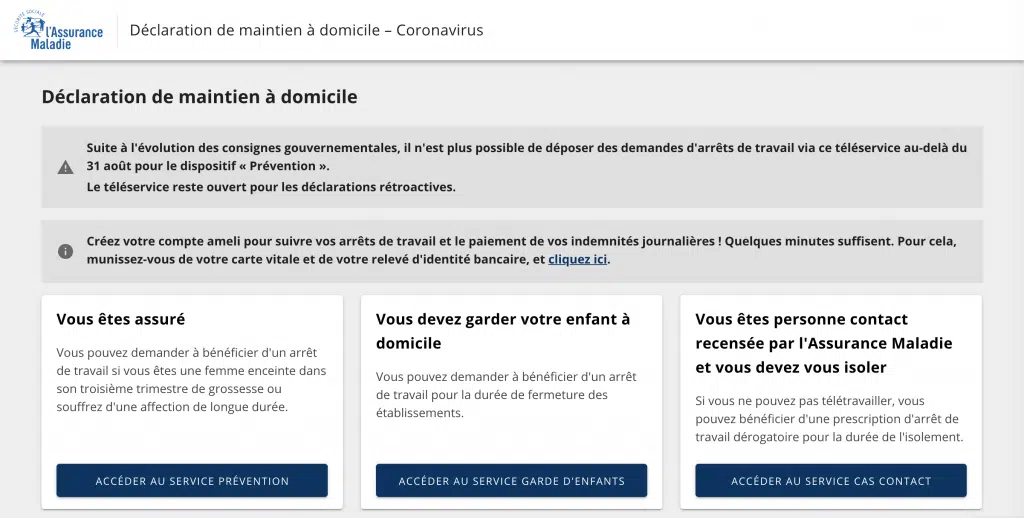 SÉCURITÉ SOCIALE
l'Assurance
Maladie
Déclaration de maintien à domicile – Coronavirus
Déclaration de maintien à domicile
Suite à l'évolution des consignes gouvernementales, il n'est plus possible de déposer des demandes d'arrêts de travail via ce téléservice au-delà du
31 août pour le dispositif « Prévention ».
Le téléservice reste ouvert pour les déclarations rétroactives.
Créez votre compte ameli pour suivre vos arrêts de travail et le paiement de vos indemnités journalières ! Quelques minutes suffisent. Pour cela,
munissez-vous de votre carte vitale et de votre relevé d'identité bancaire, et cliquez ici.
Vous êtes assuré
Vous pouvez demander à bénéficier d'un arrêt
de travail si vous êtes une femme enceinte dans
son troisième trimestre de grossesse ou
souffrez d'une affection de longue durée.
ACCÉDER AU SERVICE PRÉVENTION
Vous devez garder votre enfant à
domicile
Vous pouvez demander à bénéficier d'un arrêt
de travail pour la durée de fermeture des
établissements.
ACCÉDER AU SERVICE GARDE D'ENFANTS
Vous êtes personne contact
recensée par l'Assurance Maladie
et vous devez vous isoler
Si vous ne pouvez pas télétravailler, vous
pouvez bénéficier d'une prescription d'arrêt de
travail dérogatoire pour la durée de l'isolement.
ACCÉDER AU SERVICE CAS CONTACT